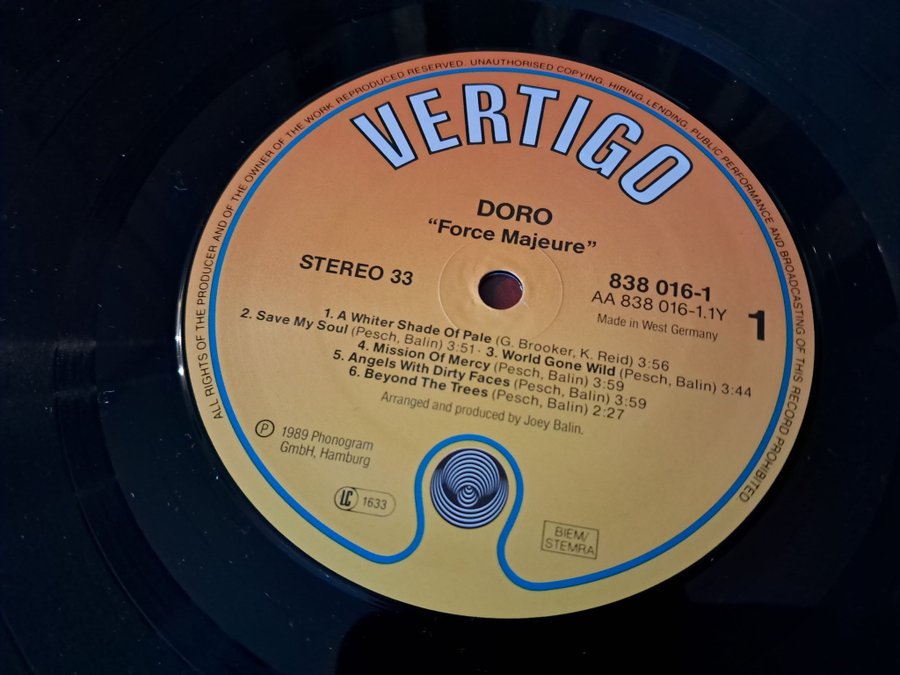 ALL RIGHTS OF THE PRODUCER AND OF THE OWNER OF THE WORK REPRODUCED RESERVED. UNAUTHORISED COPYING, HIRING, LENDING, PUBLIC PERFORMANCE AND BROADCASTING OF THIS RECORD PROHIBITED
VERTIGO
DORO
“Force Majeure”
STEREO 33
838 016-1
AA 838 016-1.1Y
Made in West Germany
1
1. A Whiter Shade Of Pale (G. Brooker, K. Reid) 3:56
2. Save My Soul (Pesch, Balin) 3:51 · 3. World Gone Wild (Pesch, Balin) 3:44
4. Mission Of Mercy (Pesch, Balin) 3:59
5. Angels With Dirty Faces (Pesch, Balin) 3:59
6. Beyond The Trees (Pesch, Balin) 2:27
Arranged and produced by Joey Balin.
Ⓟ 1989 Phonogram
GmbH, Hamburg
LC 1633
BIEM/
STEMRA